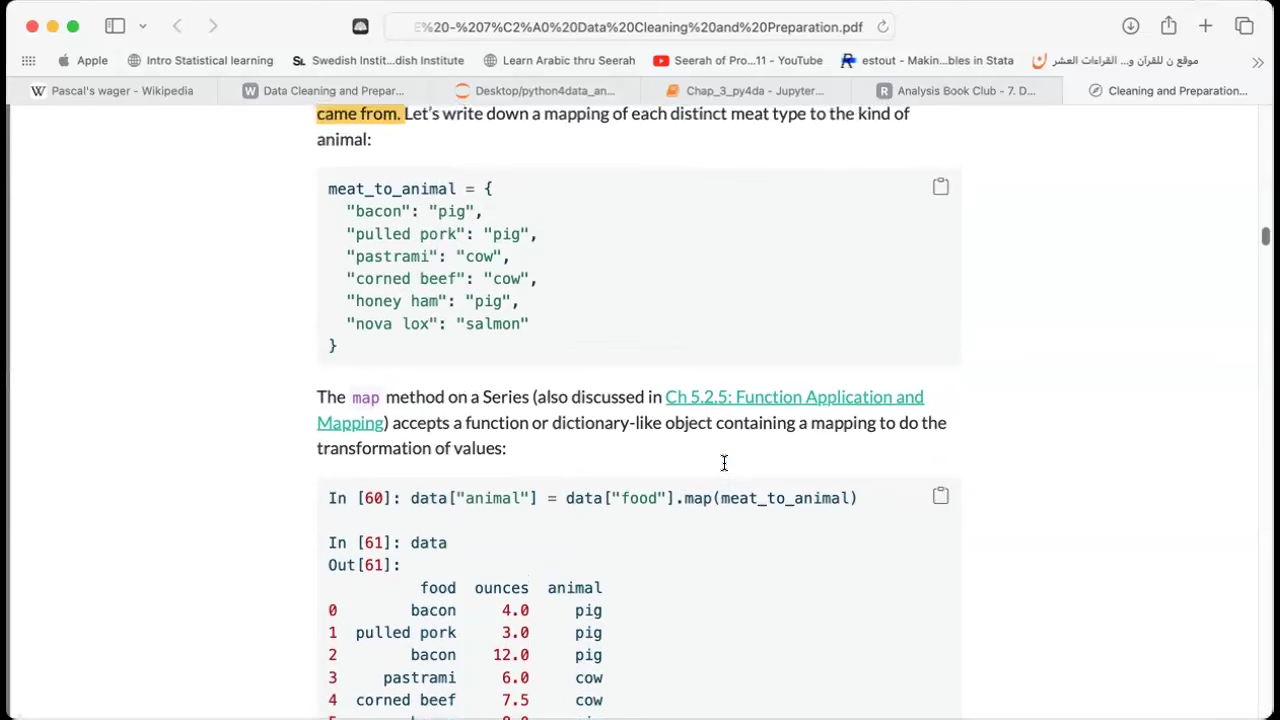 E%20-%207%C2%A0%20Data%20Cleaning%20and%20Preparation.pdf
Apple
Intro Statistical learning
SL Swedish Instit...dish Institute
Learn Arabic thru Seerah
Seerah of Pro...11 - YouTube
estout - Makin...bles in Stata
موقع ن للقرآن و... القراءات العشر
W Pascal's wager - Wikipedia
W Data Cleaning and Prepar...
Desktop/python4data_an...
Chap_3_py4da - Jupyter...
R Analysis Book Club - 7. D...
Cleaning and Preparation...
came from. Let's write down a mapping of each distinct meat type to the kind of
animal:
meat_to_animal = {
"bacon": "pig",
"pulled pork": "pig",
"pastrami": "cow",
"corned beef": "cow",
"honey ham": "pig",
"nova lox": "salmon"
}
The map method on a Series (also discussed in Ch 5.2.5: Function Application and
Mapping) accepts a function or dictionary-like object containing a mapping to do the
transformation of values:
In [60]: data["animal"] = data["food"].map(meat_to_animal)
In [61]: data
Out[61]:
food ounces animal
0 bacon 4.0 pig
1 pulled pork 3.0 pig
2 bacon 12.0 pig
3 pastrami 6.0 cow
4 corned beef 7.5 cow